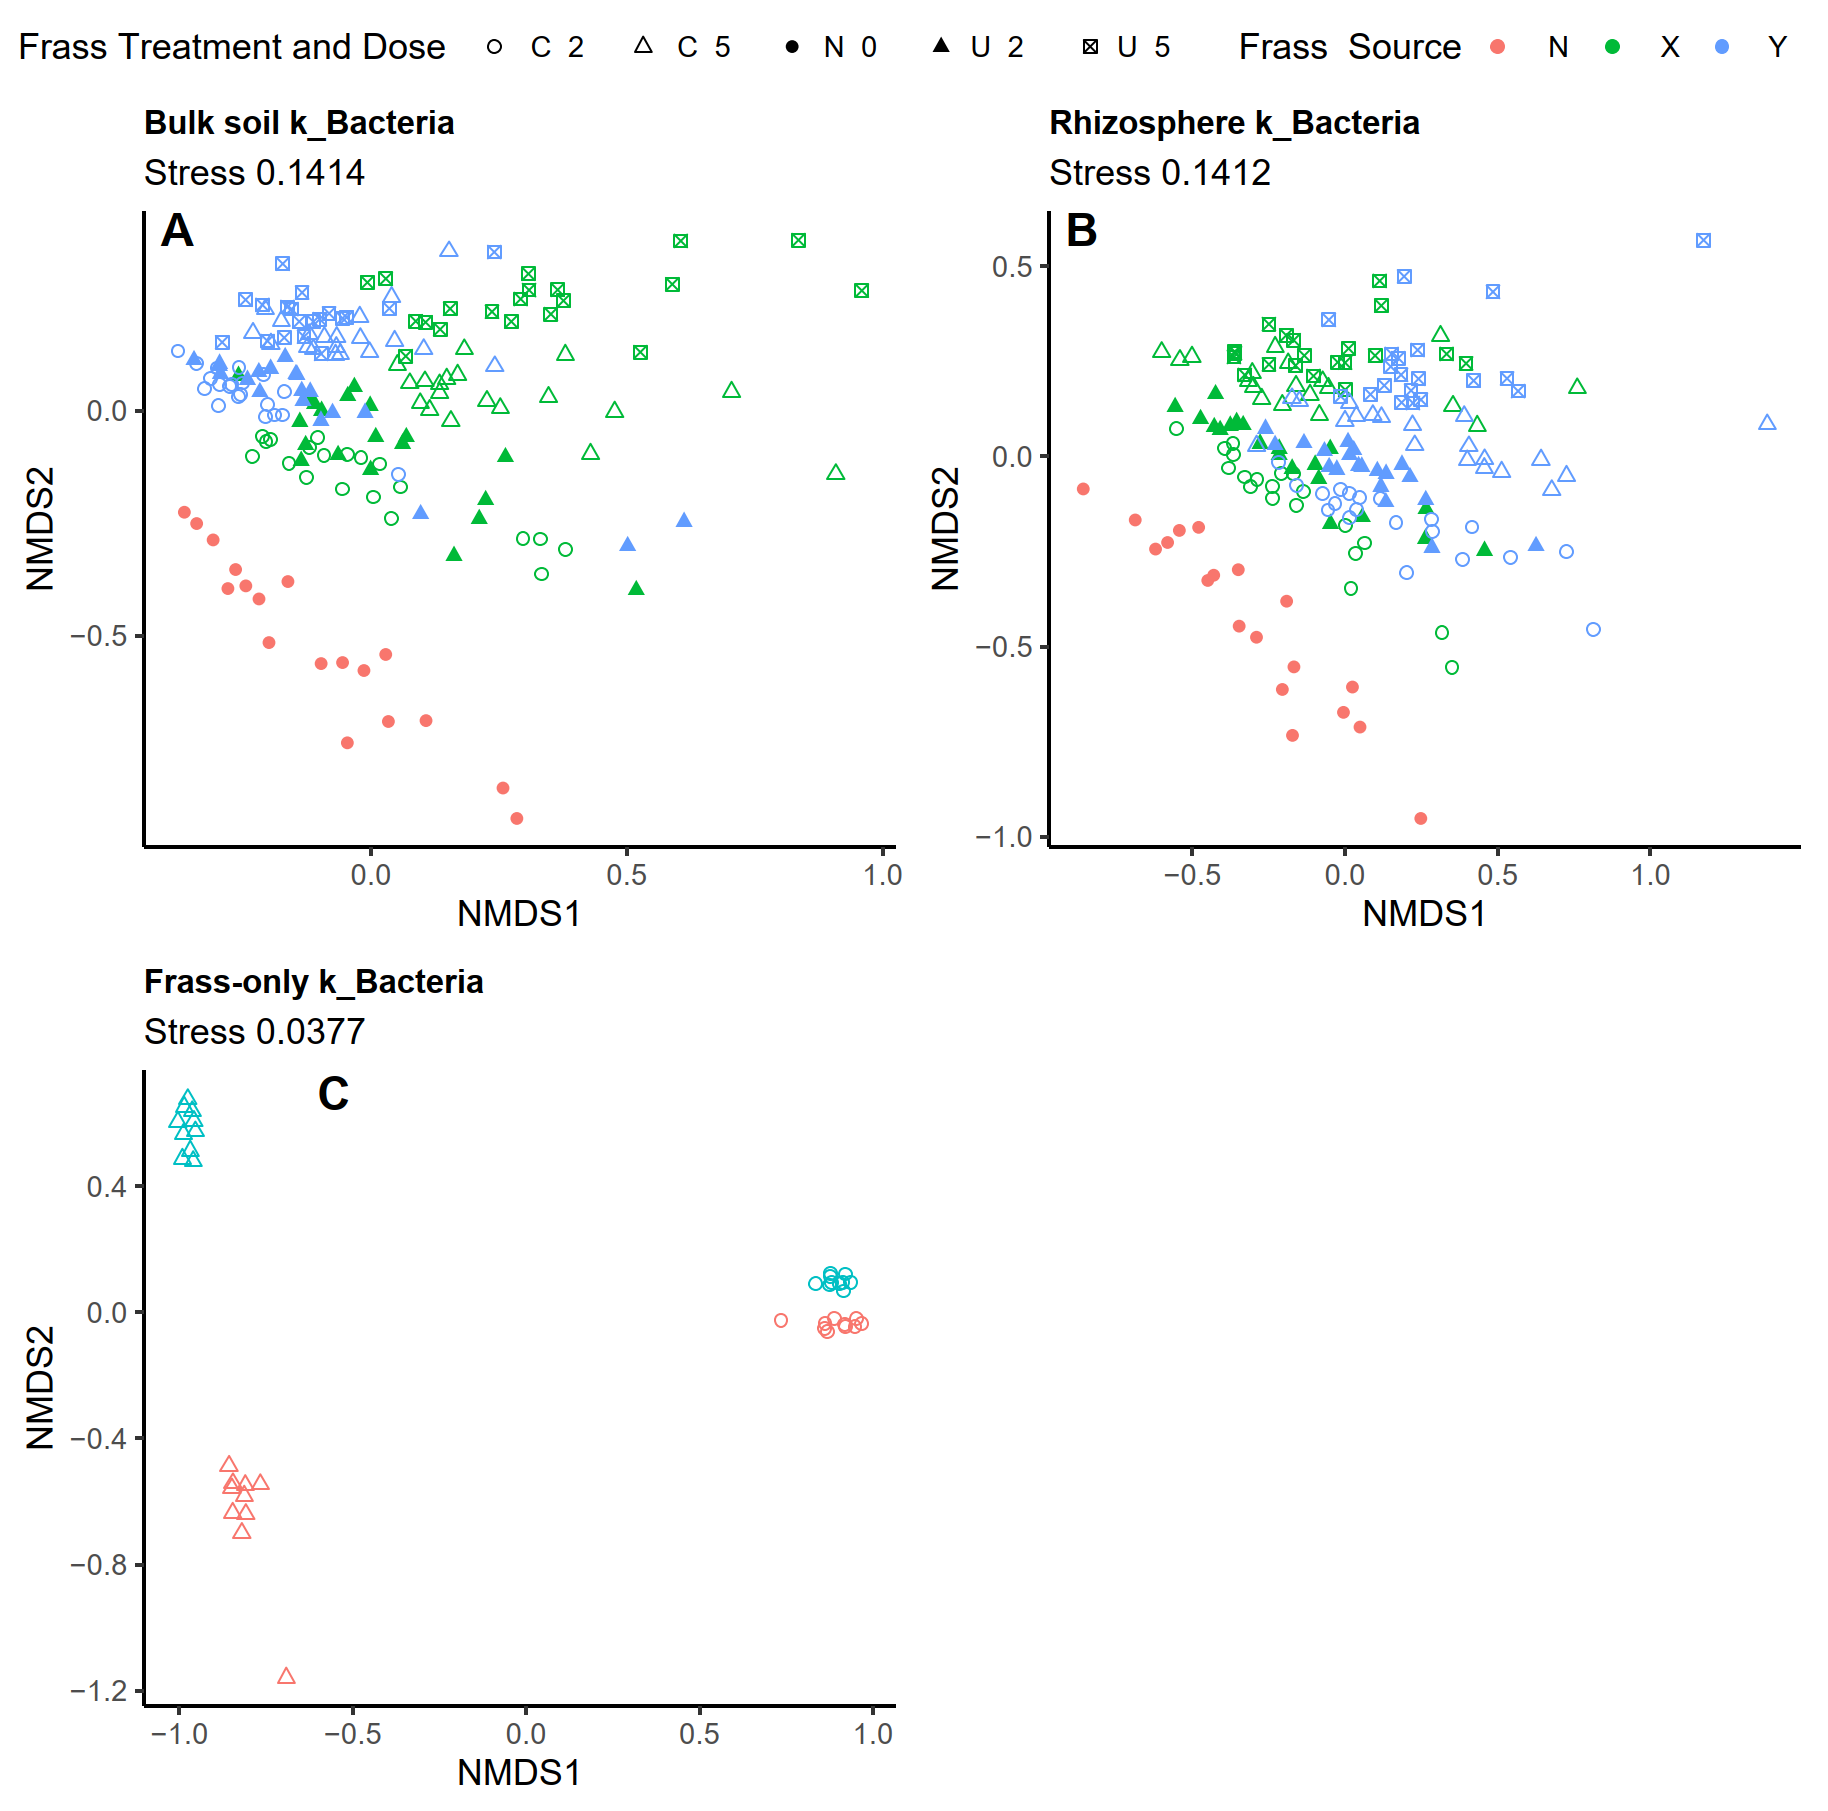 Frass Treatment and Dose C 2 C 5 N 0 U 2 U 5 Frass Source N X Y
Bulk soil k_Bacteria
Stress 0.1414
A
0.0
−0.5
NMDS2
0.0 0.5 1.0
NMDS1
Rhizosphere k_Bacteria
Stress 0.1412
B
0.5
0.0
−0.5
−1.0
NMDS2
−0.5 0.0 0.5 1.0
NMDS1
Frass-only k_Bacteria
Stress 0.0377
C
0.4
0.0
−0.4
−0.8
−1.2
NMDS2
−1.0 −0.5 0.0 0.5 1.0
NMDS1